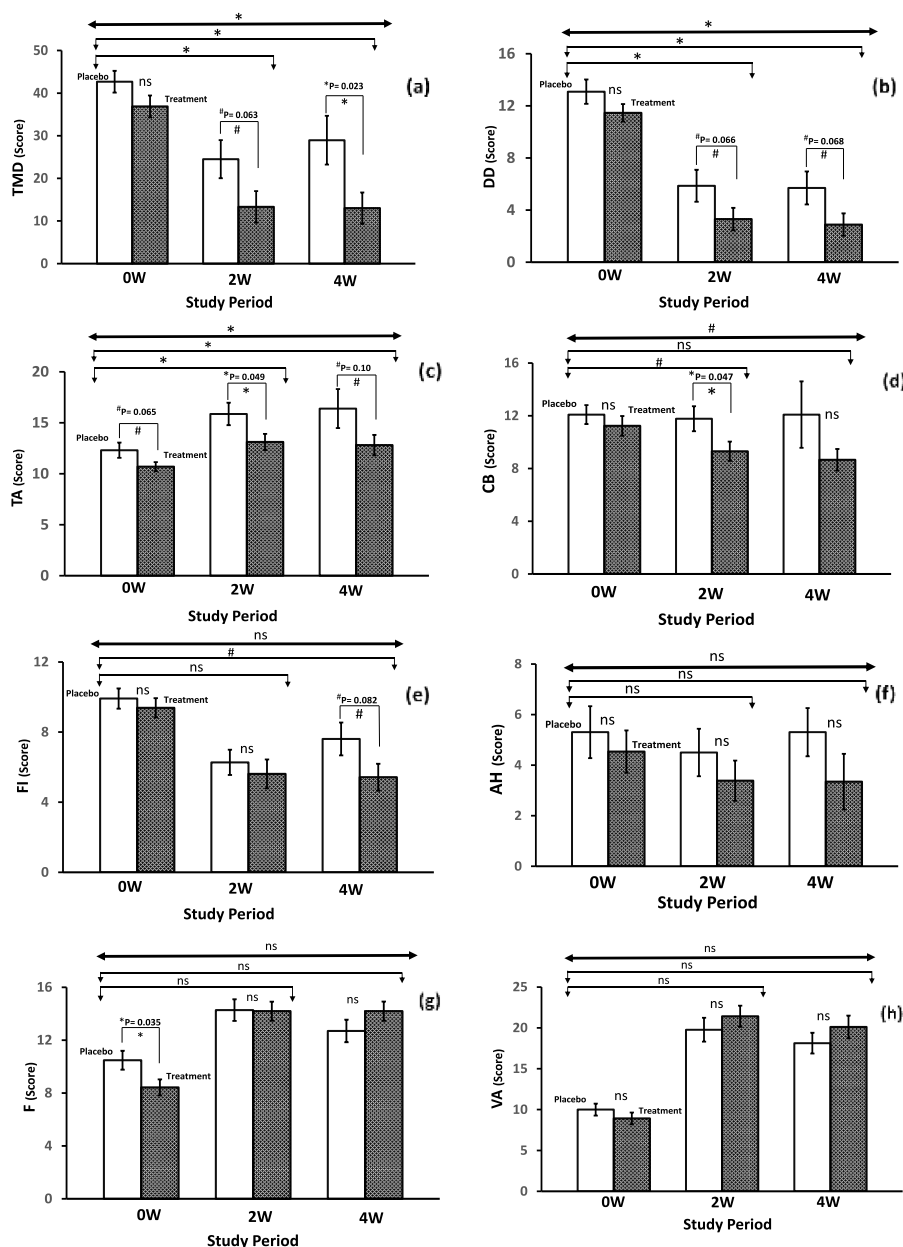 *
*
*
(a)
50
40
30
20
10
0
TMD (Score)
Placebo
ns
Treatment
#P= 0.063
#
*P= 0.023
*
0W
2W
4W
Study Period
*
*
*
(b)
16
12
8
4
0
DD (Score)
Placebo
ns
Treatment
#P= 0.066
#
#P= 0.068
#
0W
2W
4W
Study Period
*
*
*
(c)
20
15
10
5
0
TA (Score)
#P= 0.065
#
Placebo
Treatment
*P= 0.049
*
#P= 0.10
#
0W
2W
4W
Study Period
#
ns
#
(d)
16
12
8
4
0
CB (Score)
Placebo
ns
Treatment
*P= 0.047
*
ns
0W
2W
4W
Study Period
ns
#
ns
(e)
12
8
4
0
FI (Score)
Placebo
ns
Treatment
ns
#P= 0.082
#
0W
2W
4W
Study Period
ns
ns
ns
(f)
8
6
4
2
0
AH (Score)
Placebo
ns
Treatment
ns
ns
0W
2W
4W
Study Period
ns
ns
ns
(g)
16
12
8
4
0
F (Score)
*P= 0.035
*
Placebo
Treatment
ns
ns
0W
2W
4W
Study Period
ns
ns
ns
(h)
25
20
15
10
5
0
VA (Score)
Placebo
ns
Treatment
ns
ns
0W
2W
4W
Study Period